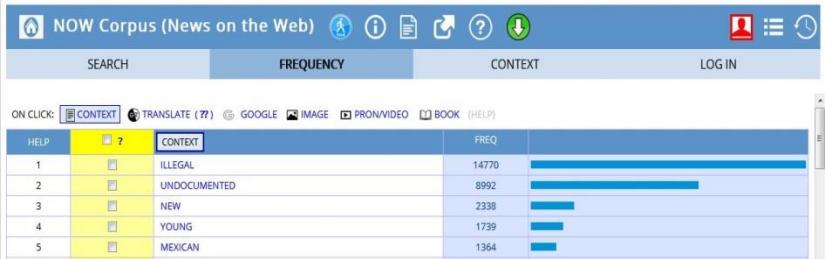 NOW Corpus (News on the Web)
SEARCH FREQUENCY CONTEXT LOG IN
ON CLICK: CONTEXT TRANSLATE (??) GOOGLE IMAGE PRON/VIDEO BOOK (HELP)
HELP ? CONTEXT FREQ
1 ILLEGAL 14770
2 UNDOCUMENTED 8992
3 NEW 2338
4 YOUNG 1739
5 MEXICAN 1364